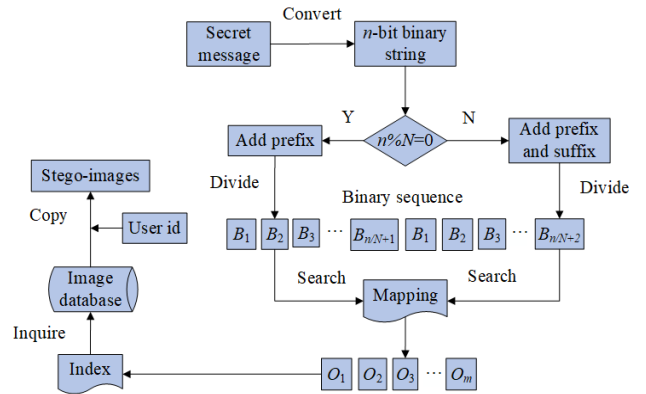 Convert
Secret
message
n-bit binary
string
Y
n%N=0
N
Add prefix
Add prefix
and suffix
Stego-images
Divide
Binary sequence
Divide
Copy
User id
B1 B2 B3 ··· Bn/N+1 B1 B2 B3 ··· Bn/N+2
Image
database
Search
Mapping
Search
Inquire
Index
O1 O2 O3 ··· Om